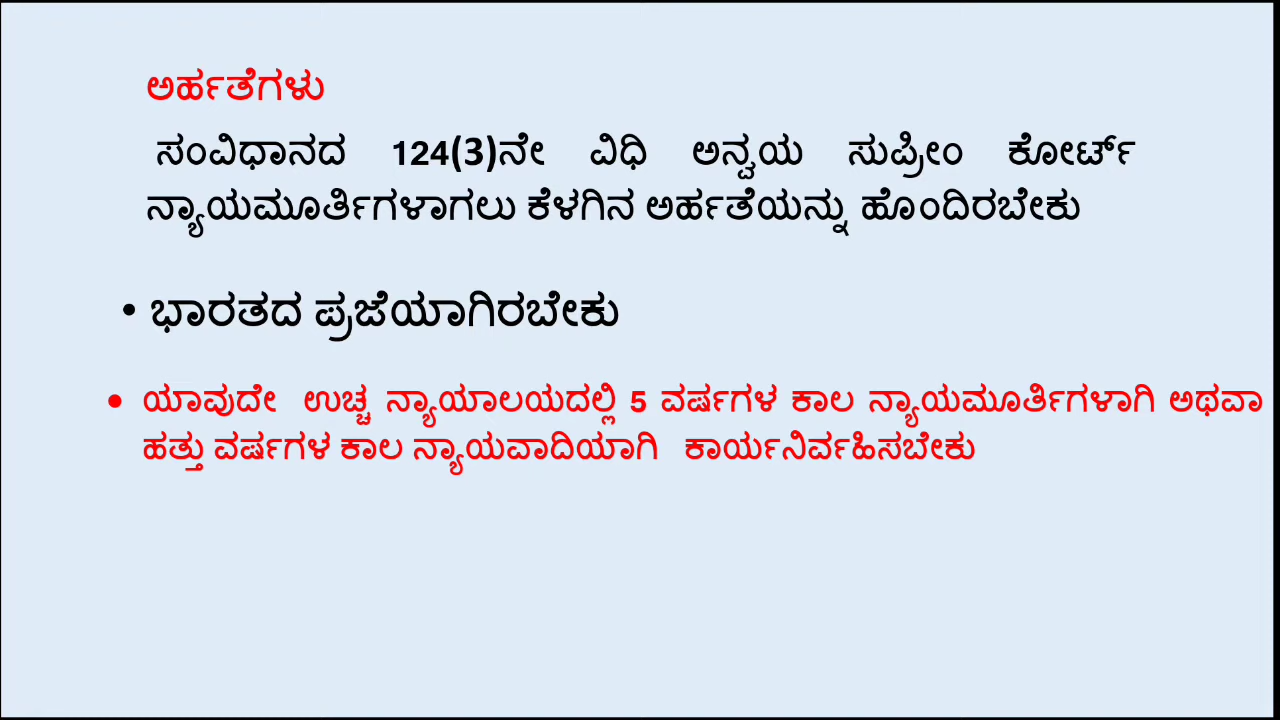 ಅರ್ಹತೆಗಳು
ಸಂವಿಧಾನದ 124(3)ನೇ ವಿಧಿ ಅನ್ವಯ ಸುಪ್ರೀಂ ಕೋರ್ಟ್
ನ್ಯಾಯಮೂರ್ತಿಗಳಾಗಲು ಕೆಳಗಿನ ಅರ್ಹತೆಯನ್ನು ಹೊಂದಿರಬೇಕು
• ಭಾರತದ ಪ್ರಜೆಯಾಗಿರಬೇಕು
• ಯಾವುದೇ ಉಚ್ಚ ನ್ಯಾಯಾಲಯದಲ್ಲಿ 5 ವರ್ಷಗಳ ಕಾಲ ನ್ಯಾಯಮೂರ್ತಿಗಳಾಗಿ ಅಥವಾ
ಹತ್ತು ವರ್ಷಗಳ ಕಾಲ ನ್ಯಾಯವಾದಿಯಾಗಿ ಕಾರ್ಯನಿರ್ವಹಿಸಬೇಕು